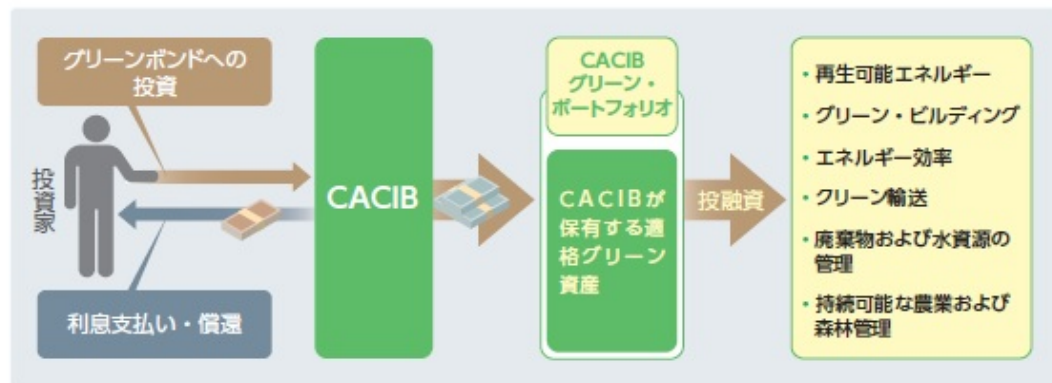 グリーンボンドへの
投資
投資家
利息支払い・償還
CACIB
CACIB
グリーン・
ポートフォリオ
CACIBが
保有する適
格グリーン
資産
投融資
・再生可能エネルギー
・グリーン・ビルディング
・エネルギー効率
・クリーン輸送
・廃棄物および水資源の
管理
・持続可能な農業および
森林管理